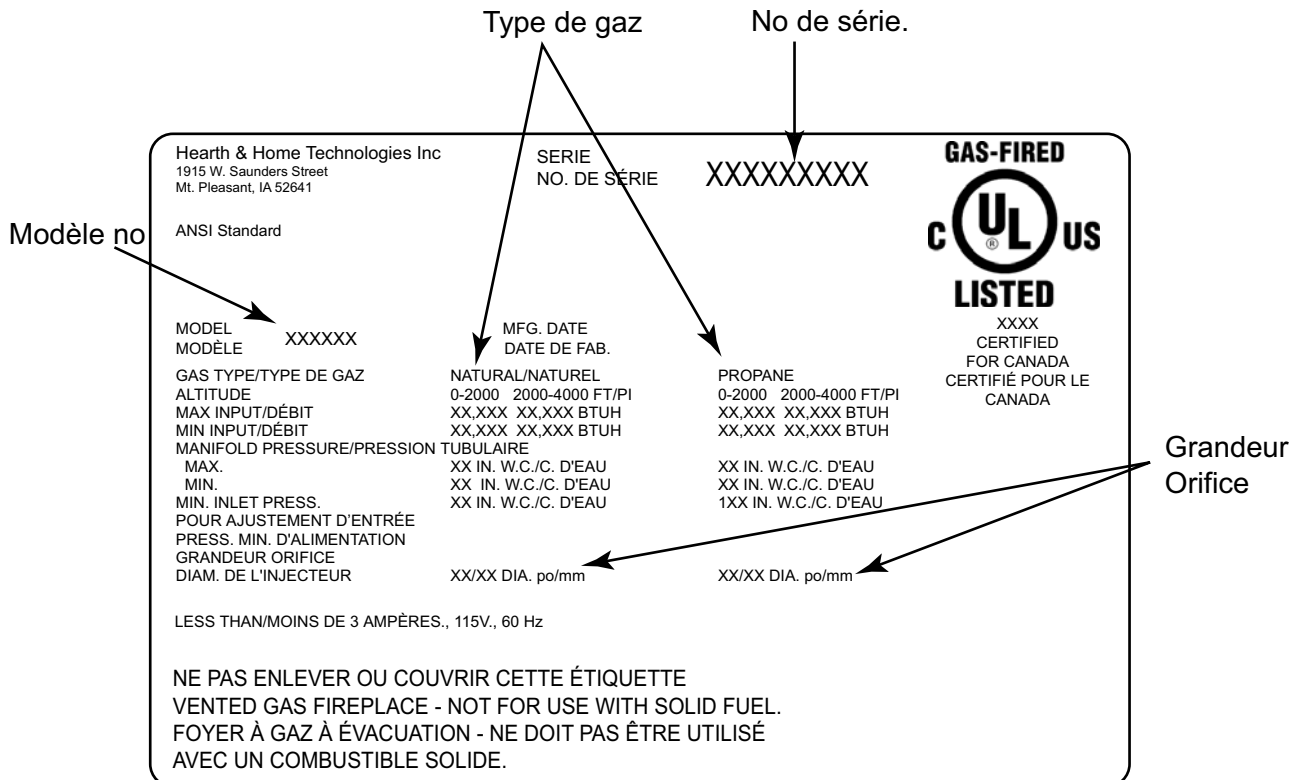 Type de gaz
No de série.
Hearth & Home Technologies Inc
1915 W. Saunders Street
Mt. Pleasant, IA 52641
SERIE
NO. DE SÉRIE
XXXXXXXXX
GAS-FIRED
C UL US
®
LISTED
XXXX
CERTIFIED
FOR CANADA
CERTIFIÉ POUR LE
CANADA
Modèle no
ANSI Standard
MODEL
MODÈLE
XXXXXX
MFG. DATE
DATE DE FAB.
GAS TYPE/TYPE DE GAZ NATURAL/NATUREL PROPANE
ALTITUDE 0-2000 2000-4000 FT/PI 0-2000 2000-4000 FT/PI
MAX INPUT/DÉBIT XX,XXX XX,XXX BTUH XX,XXX XX,XXX BTUH
MIN INPUT/DÉBIT XX,XXX XX,XXX BTUH XX,XXX XX,XXX BTUH
MANIFOLD PRESSURE/PRESSION TUBULAIRE
MAX. XX IN. W.C./C. D'EAU XX IN. W.C./C. D'EAU
MIN. XX IN. W.C./C. D'EAU XX IN. W.C./C. D'EAU
MIN. INLET PRESS. XX IN. W.C./C. D'EAU 1XX IN. W.C./C. D'EAU
POUR AJUSTEMENT D'ENTRÉE
PRESS. MIN. D'ALIMENTATION
GRANDEUR ORIFICE
DIAM. DE L'INJECTEUR XX/XX DIA. po/mm XX/XX DIA. po/mm
Grandeur
Orifice
LESS THAN/MOINS DE 3 AMPÈRES., 115V., 60 Hz
NE PAS ENLEVER OU COUVRIR CETTE ÉTIQUETTE
VENTED GAS FIREPLACE - NOT FOR USE WITH SOLID FUEL.
FOYER À GAZ À ÉVACUATION - NE DOIT PAS ÊTRE UTILISÉ
AVEC UN COMBUSTIBLE SOLIDE.